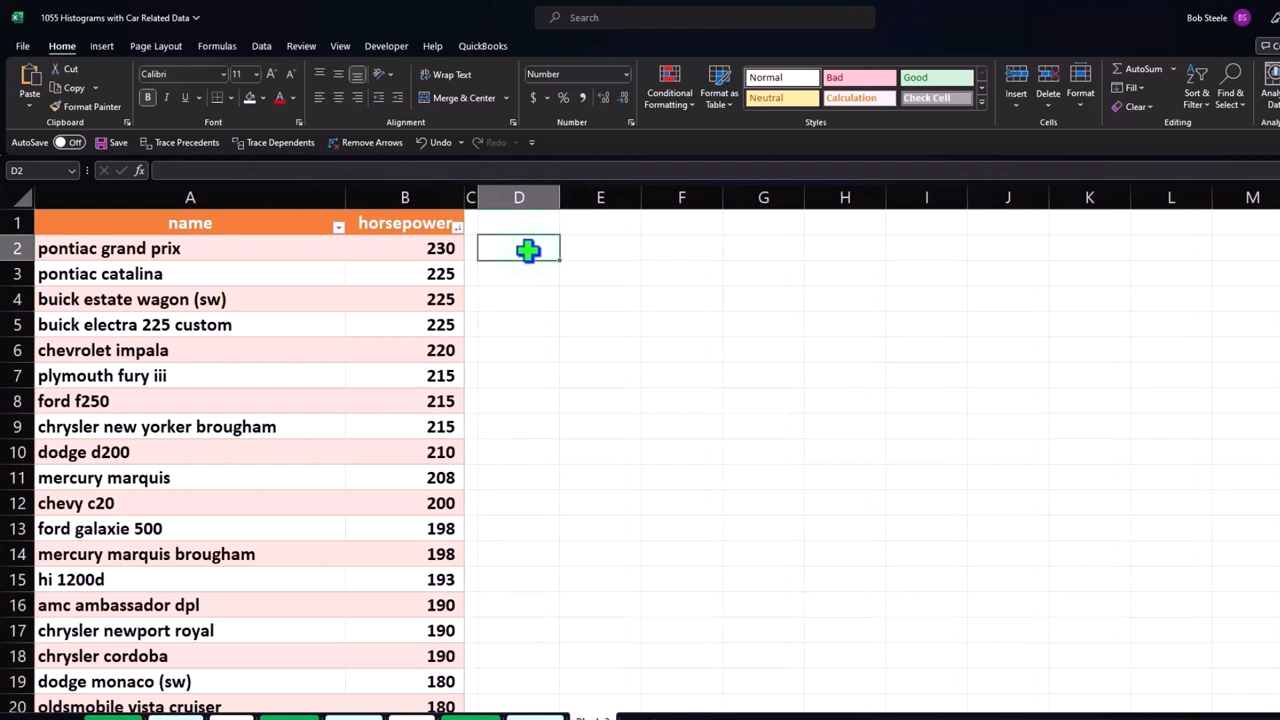 1055 Histograms with Car Related Data
Search
Bob Steele BS
File Home Insert Page Layout Formulas Data Review View Developer Help QuickBooks
Cut
Copy
Format Painter
Paste
Clipboard
Calibri 11
B I U
Font
Wrap Text
Merge & Center
Alignment
Number
$ % ,
Number
Conditional Formatting
Format as Table
Normal Bad Good
Neutral Calculation Check Cell
Styles
Insert Delete Format
Cells
AutoSum
Fill
Clear
Sort & Filter
Find & Select
Editing
AutoSave Off Save Trace Precedents Trace Dependents Remove Arrows Undo Redo
D2 fx
A B C D E F G H I J K L M
1 name horsepower
2 pontiac grand prix 230
3 pontiac catalina 225
4 buick estate wagon (sw) 225
5 buick electra 225 custom 225
6 chevrolet impala 220
7 plymouth fury iii 215
8 ford f250 215
9 chrysler new yorker brougham 215
10 dodge d200 210
11 mercury marquis 208
12 chevy c20 200
13 ford galaxie 500 198
14 mercury marquis brougham 198
15 hi 1200d 193
16 amc ambassador dpl 190
17 chrysler newport royal 190
18 chrysler cordoba 190
19 dodge monaco (sw) 180
20 oldsmobile vista cruiser 180